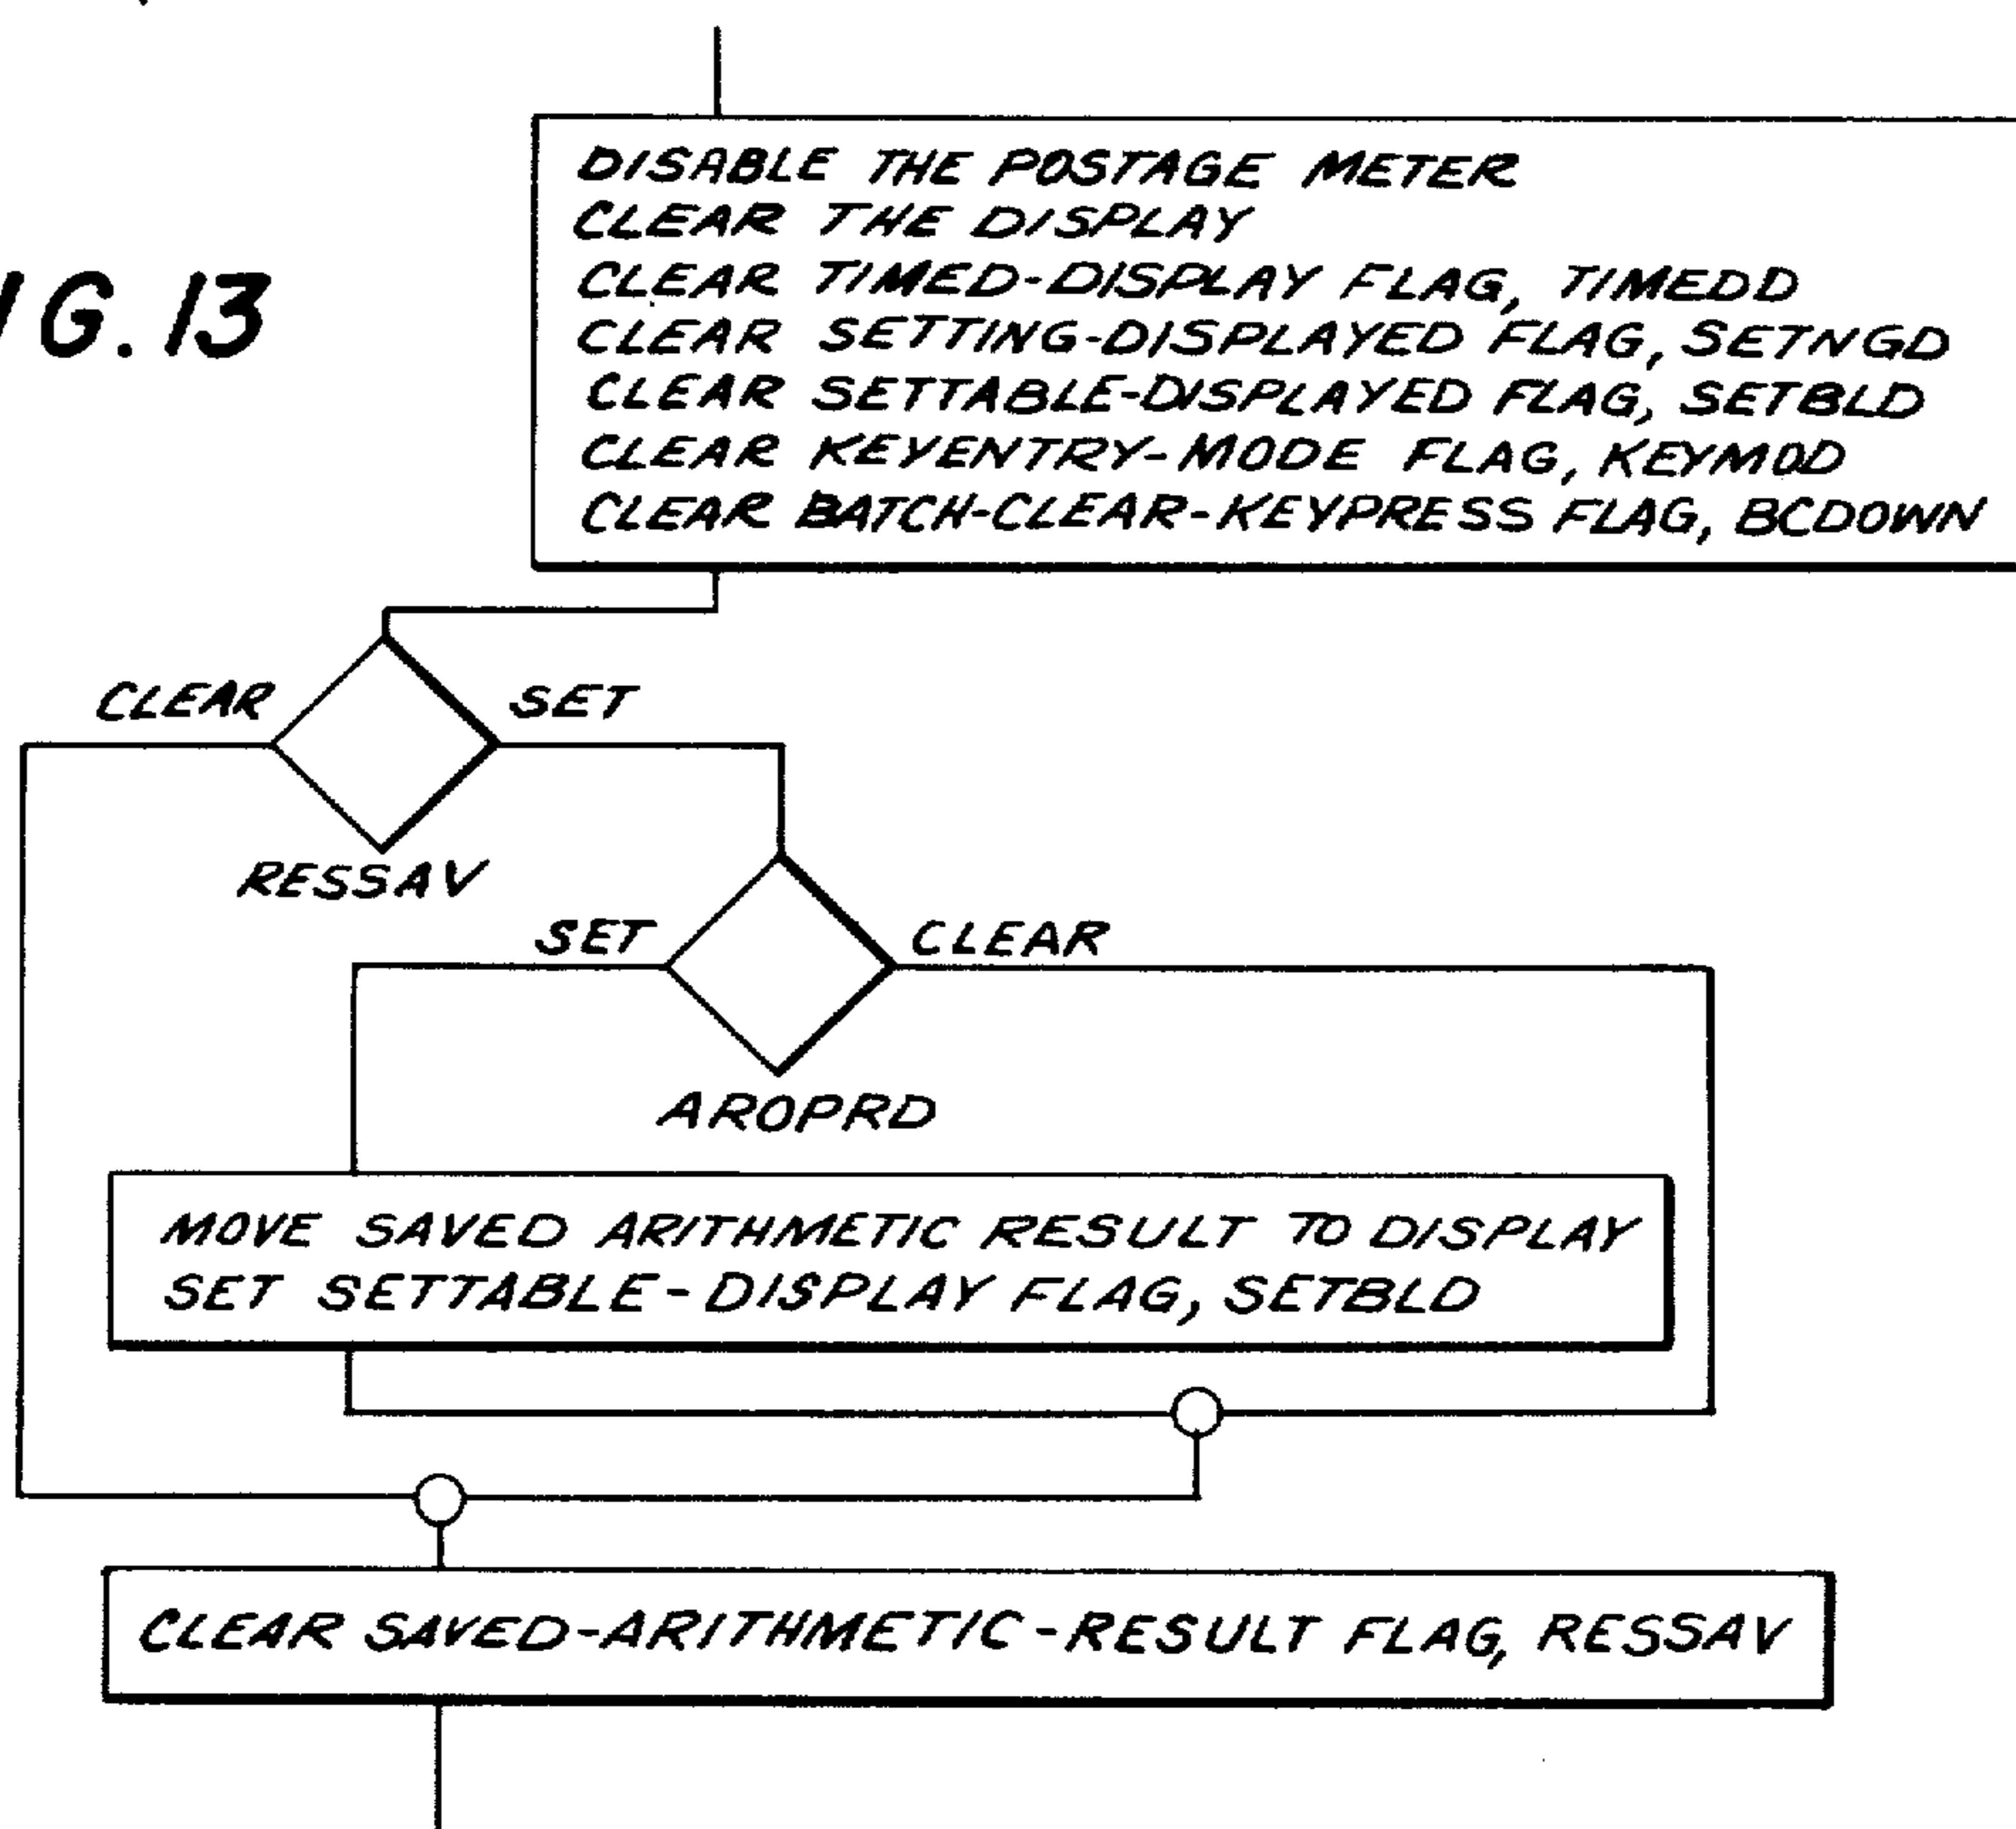 DISABLE THE POSTAGE METER
CLEAR THE DISPLAY
CLEAR TIMED-DISPLAY FLAG, TIMEDD
IG. 13
CLEAR SETTING-DISPLAYED FLAG, SETNGD
CLEAR SETTABLE-DISPLAYED FLAG, SETBLD
CLEAR KEYENTRY-MODE FLAG, KEYMOD
CLEAR BATCH-CLEAR-KEYPRESS FLAG, BCDOWN
CLEAR SET
RESSAV
SET CLEAR
AROPRD
MOVE SAVED ARITHMETIC RESULT TO DISPLAY
SET SETTABLE-DISPLAY FLAG, SETBLD
CLEAR SAVED-ARITHMETIC-RESULT FLAG, RESSAV